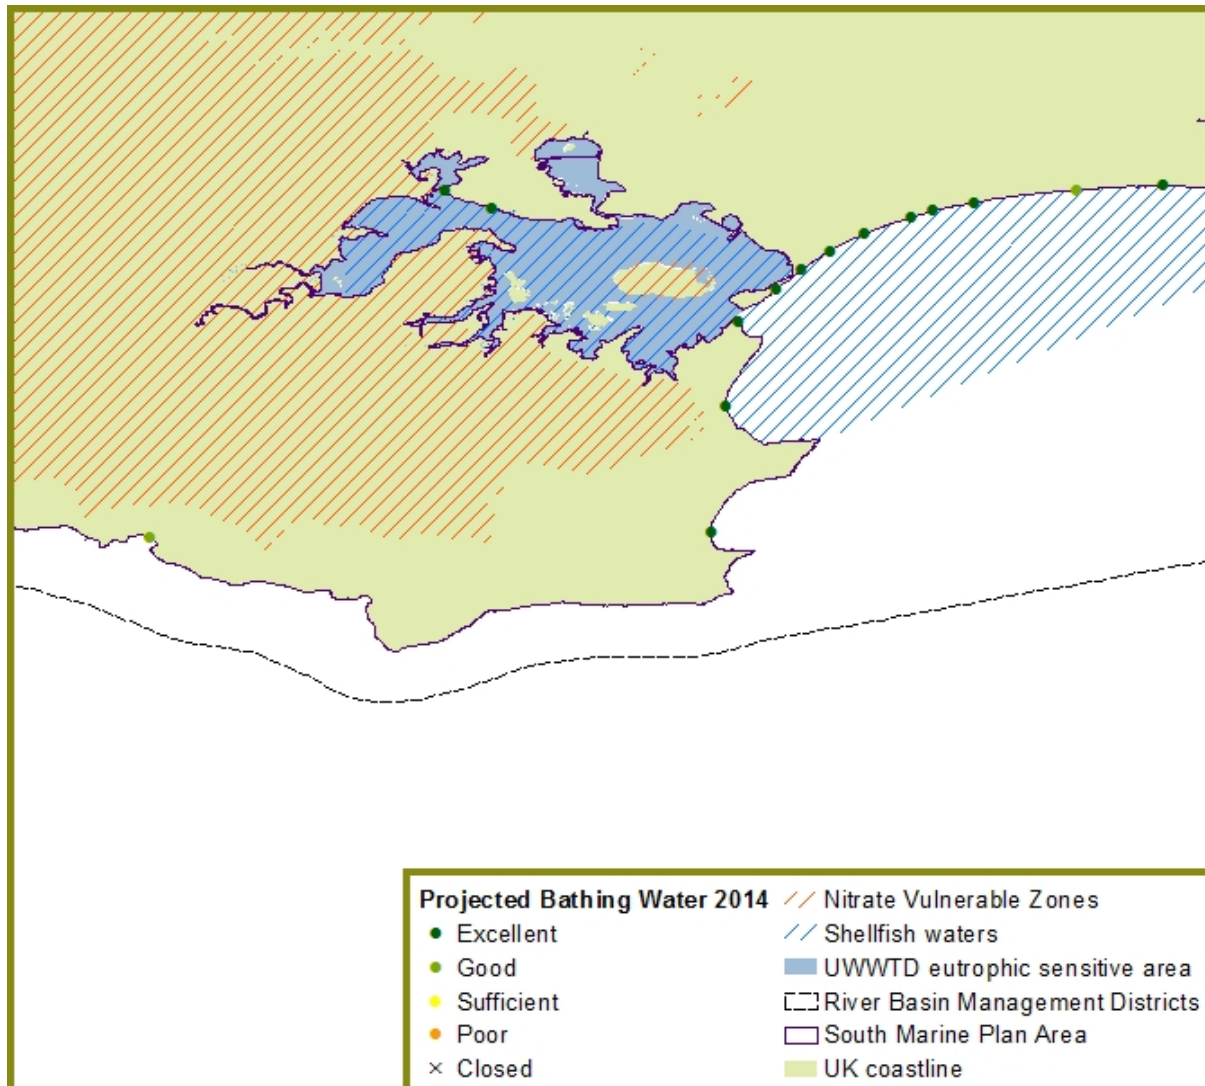 Projected Bathing Water 2014
Excellent
Good
Sufficient
Poor
Closed
Nitrate Vulnerable Zones
Shellfish waters
UWWTD eutrophic sensitive area
River Basin Management Districts
South Marine Plan Area
UK coastline